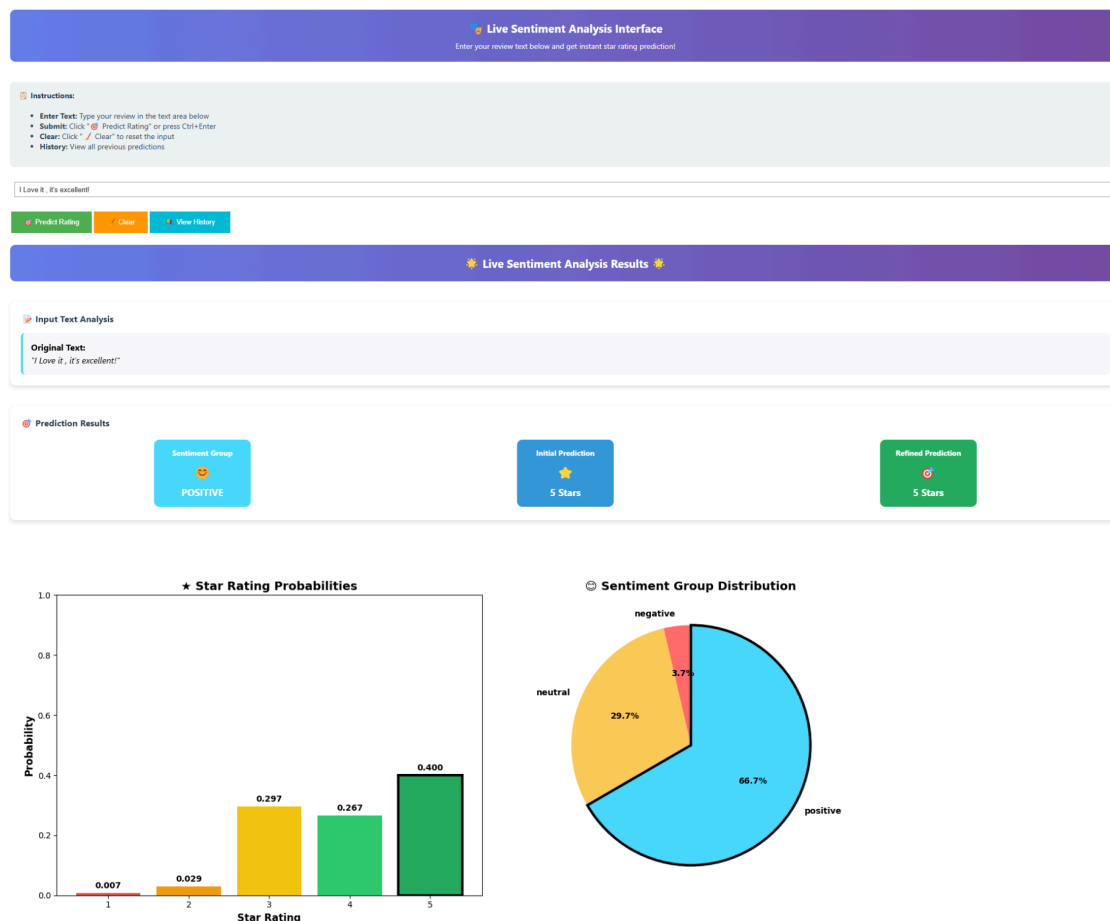 🎭 Live Sentiment Analysis Interface
Enter your review text below and get instant star rating prediction!
📋 Instructions:
• Enter Text: Type your review in the text area below
• Submit: Click "🎯 Predict Rating" or press Ctrl+Enter
• Clear: Click "🧹 Clear" to reset the input
• History: View all previous predictions
I Love it , it's excellent!
🎯 Predict Rating 🧹 Clear 📊 View History
🌟 Live Sentiment Analysis Results 🌟
📝 Input Text Analysis
Original Text:
"I Love it , it's excellent!"
🎯 Prediction Results
Sentiment Group
😊
POSITIVE
Initial Prediction
⭐
5 Stars
Refined Prediction
🎯
5 Stars
★ Star Rating Probabilities
Probability
1.0
0.8
0.6
0.4
0.2
0.0
0.007
0.029
0.297
0.267
0.400
1 2 3 4 5
Star Rating
😊 Sentiment Group Distribution
negative
3.7%
neutral
29.7%
66.7%
positive